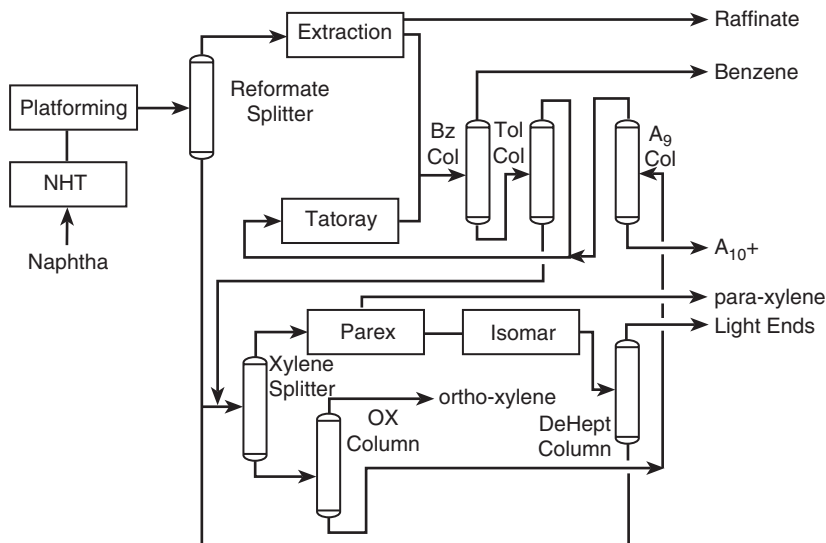 Extraction
Raffinate
Benzene
Platforming
Reformate
Splitter
Bz
Col
Tol
Col
A₉
Col
NHT
Naphtha
Tatoray
A₁₀+
para-xylene
Light Ends
Parex
Isomar
Xylene
Splitter
ortho-xylene
OX
Column
DeHept
Column